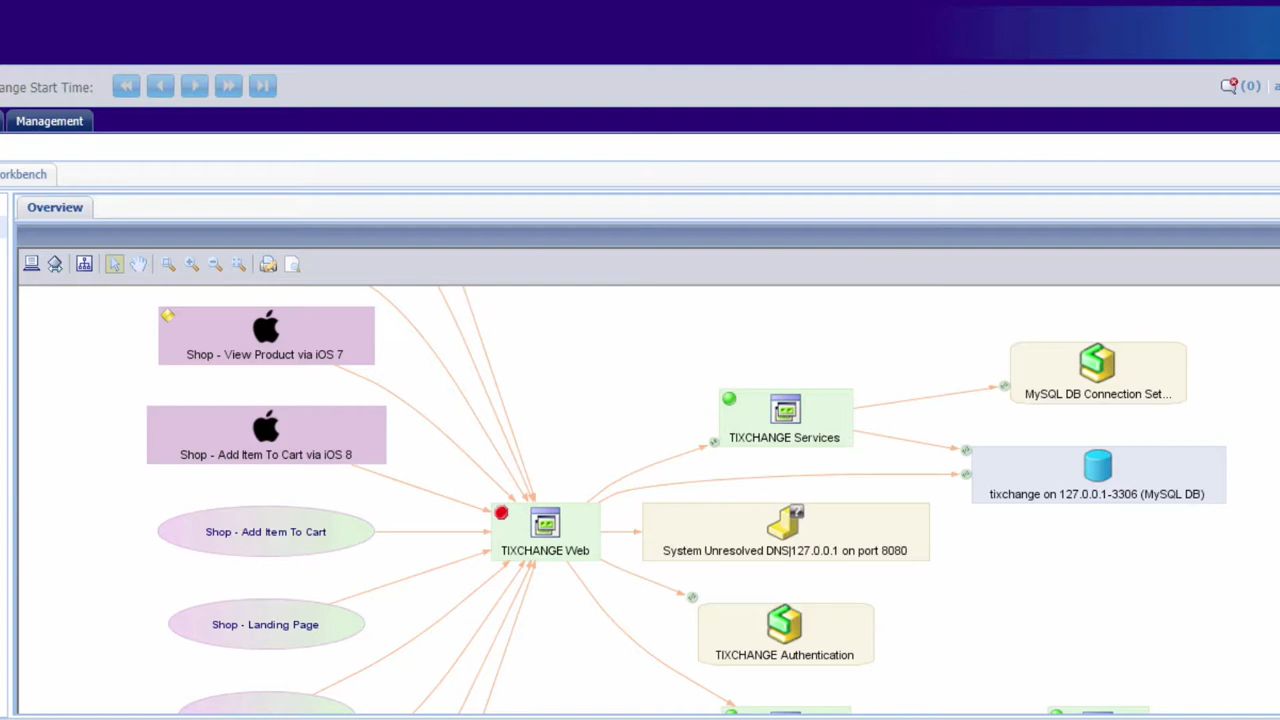 ange Start Time:
(0)
Management
orkbench
Overview
Shop - View Product via iOS 7
MySQL DB Connection Set...
Shop - Add Item To Cart via iOS 8
TIXCHANGE Services
tixchange on 127.0.0.1-3306 (MySQL DB)
Shop - Add Item To Cart
TIXCHANGE Web
System Unresolved DNS|127.0.0.1 on port 8080
Shop - Landing Page
TIXCHANGE Authentication